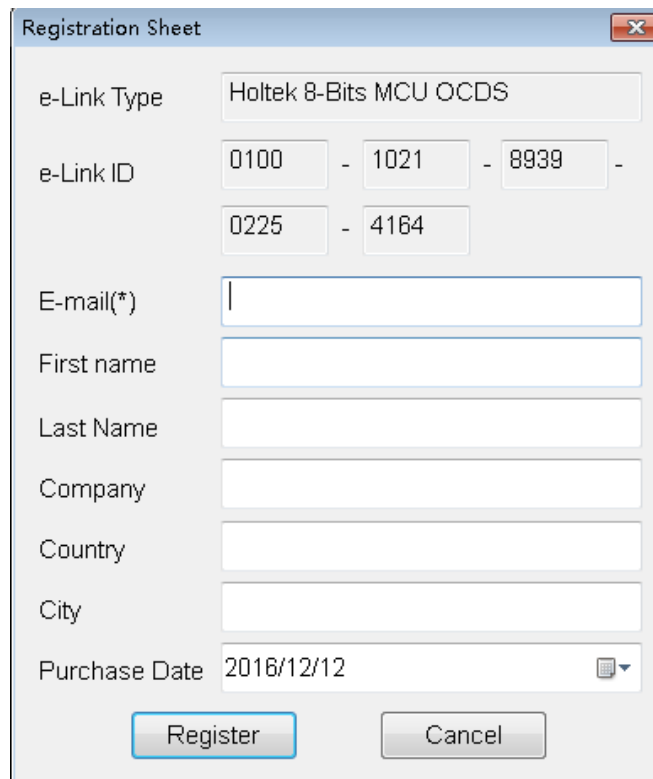 Registration Sheet
e-Link Type Holtek 8-Bits MCU OCDS
e-Link ID 0100 - 1021 - 8939 -
0225 - 4164
E-mail(*)
First name
Last Name
Company
Country
City
Purchase Date 2016/12/12
Register Cancel